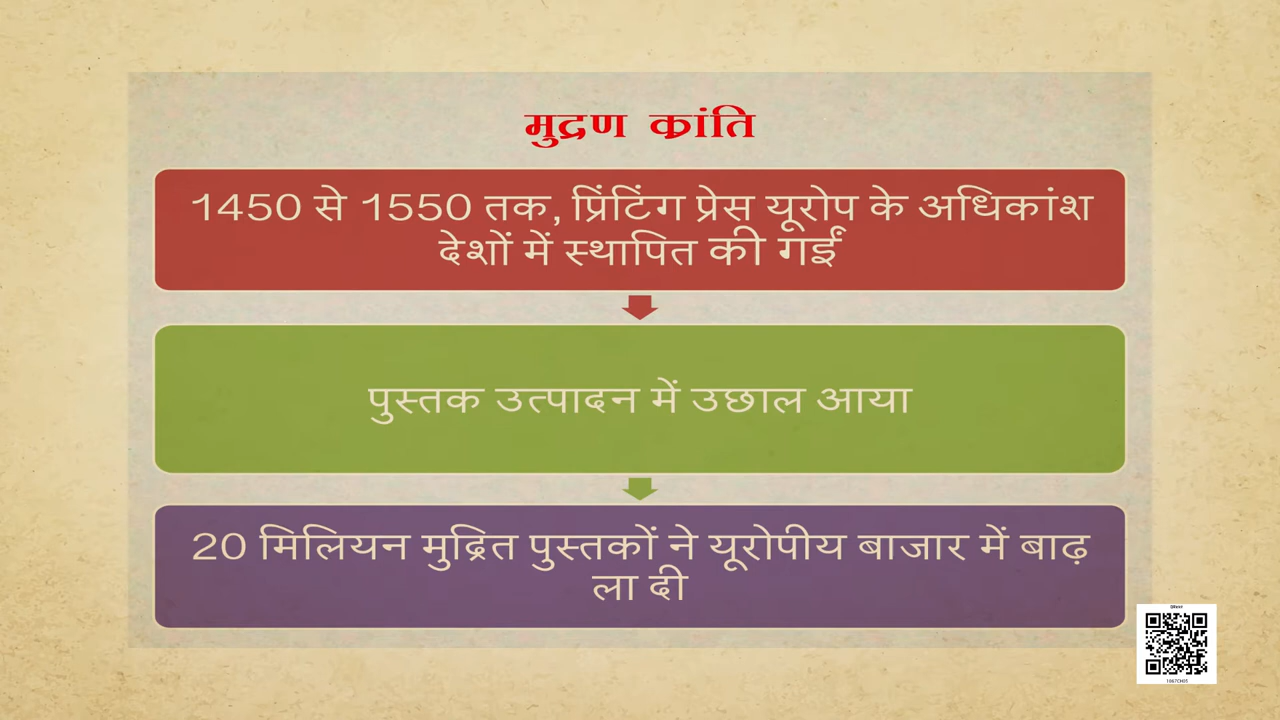 मुद्रण क्रांति
1450 से 1550 तक, प्रिंटिंग प्रेस यूरोप के अधिकांश
देशों में स्थापित की गईं
पुस्तक उत्पादन में उछाल आया
20 मिलियन मुद्रित पुस्तकों ने यूरोपीय बाजार में बाढ़
ला दी